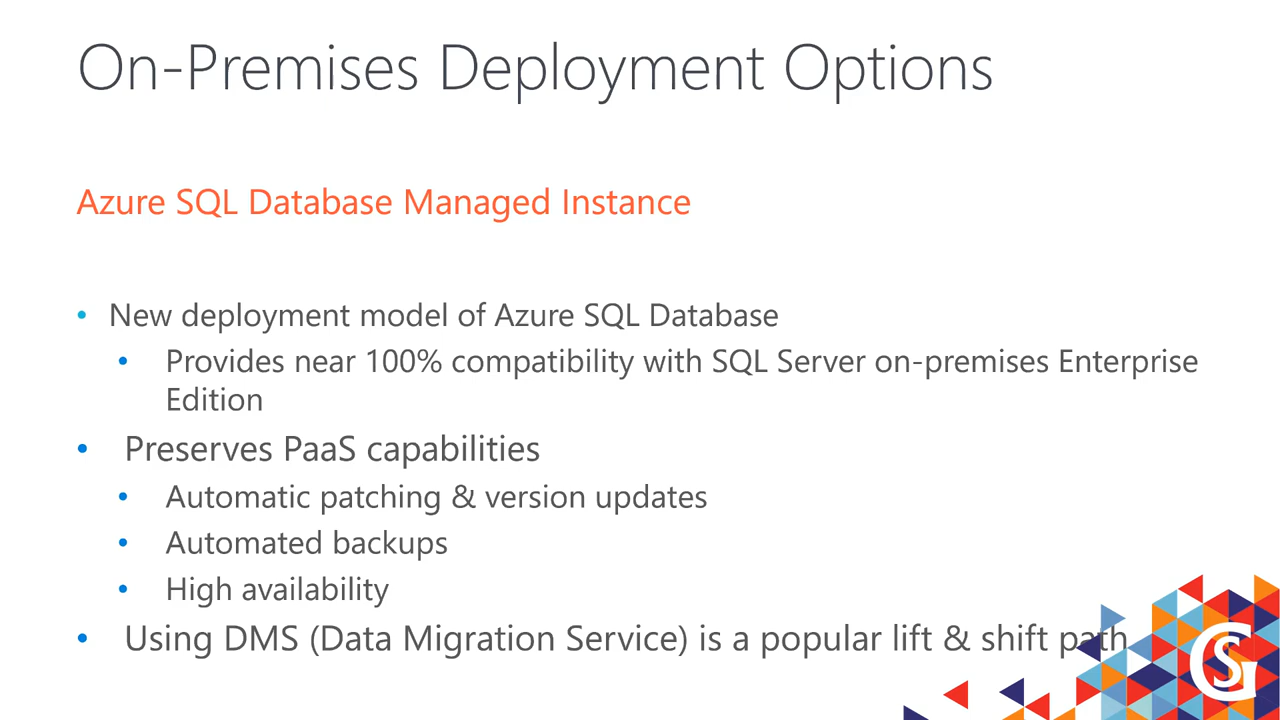 On-Premises Deployment Options
Azure SQL Database Managed Instance
• New deployment model of Azure SQL Database
• Provides near 100% compatibility with SQL Server on-premises Enterprise
Edition
• Preserves PaaS capabilities
• Automatic patching & version updates
• Automated backups
• High availability
• Using DMS (Data Migration Service) is a popular lift & shift path
GS